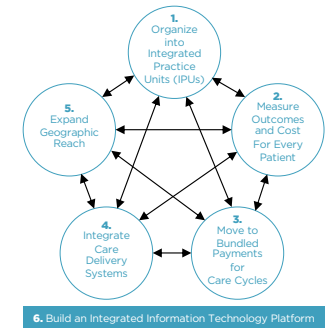 1.
Organize
into
Integrated
Practice
Units (IPUs)
2.
Measure
Outcomes
and Cost
For Every
Patient
3.
Move to
Bundled
Payments
for
Care Cycles
4.
Integrate
Care
Delivery
Systems
5.
Expand
Geographic
Reach
6. Build an Integrated Information Technology Platform